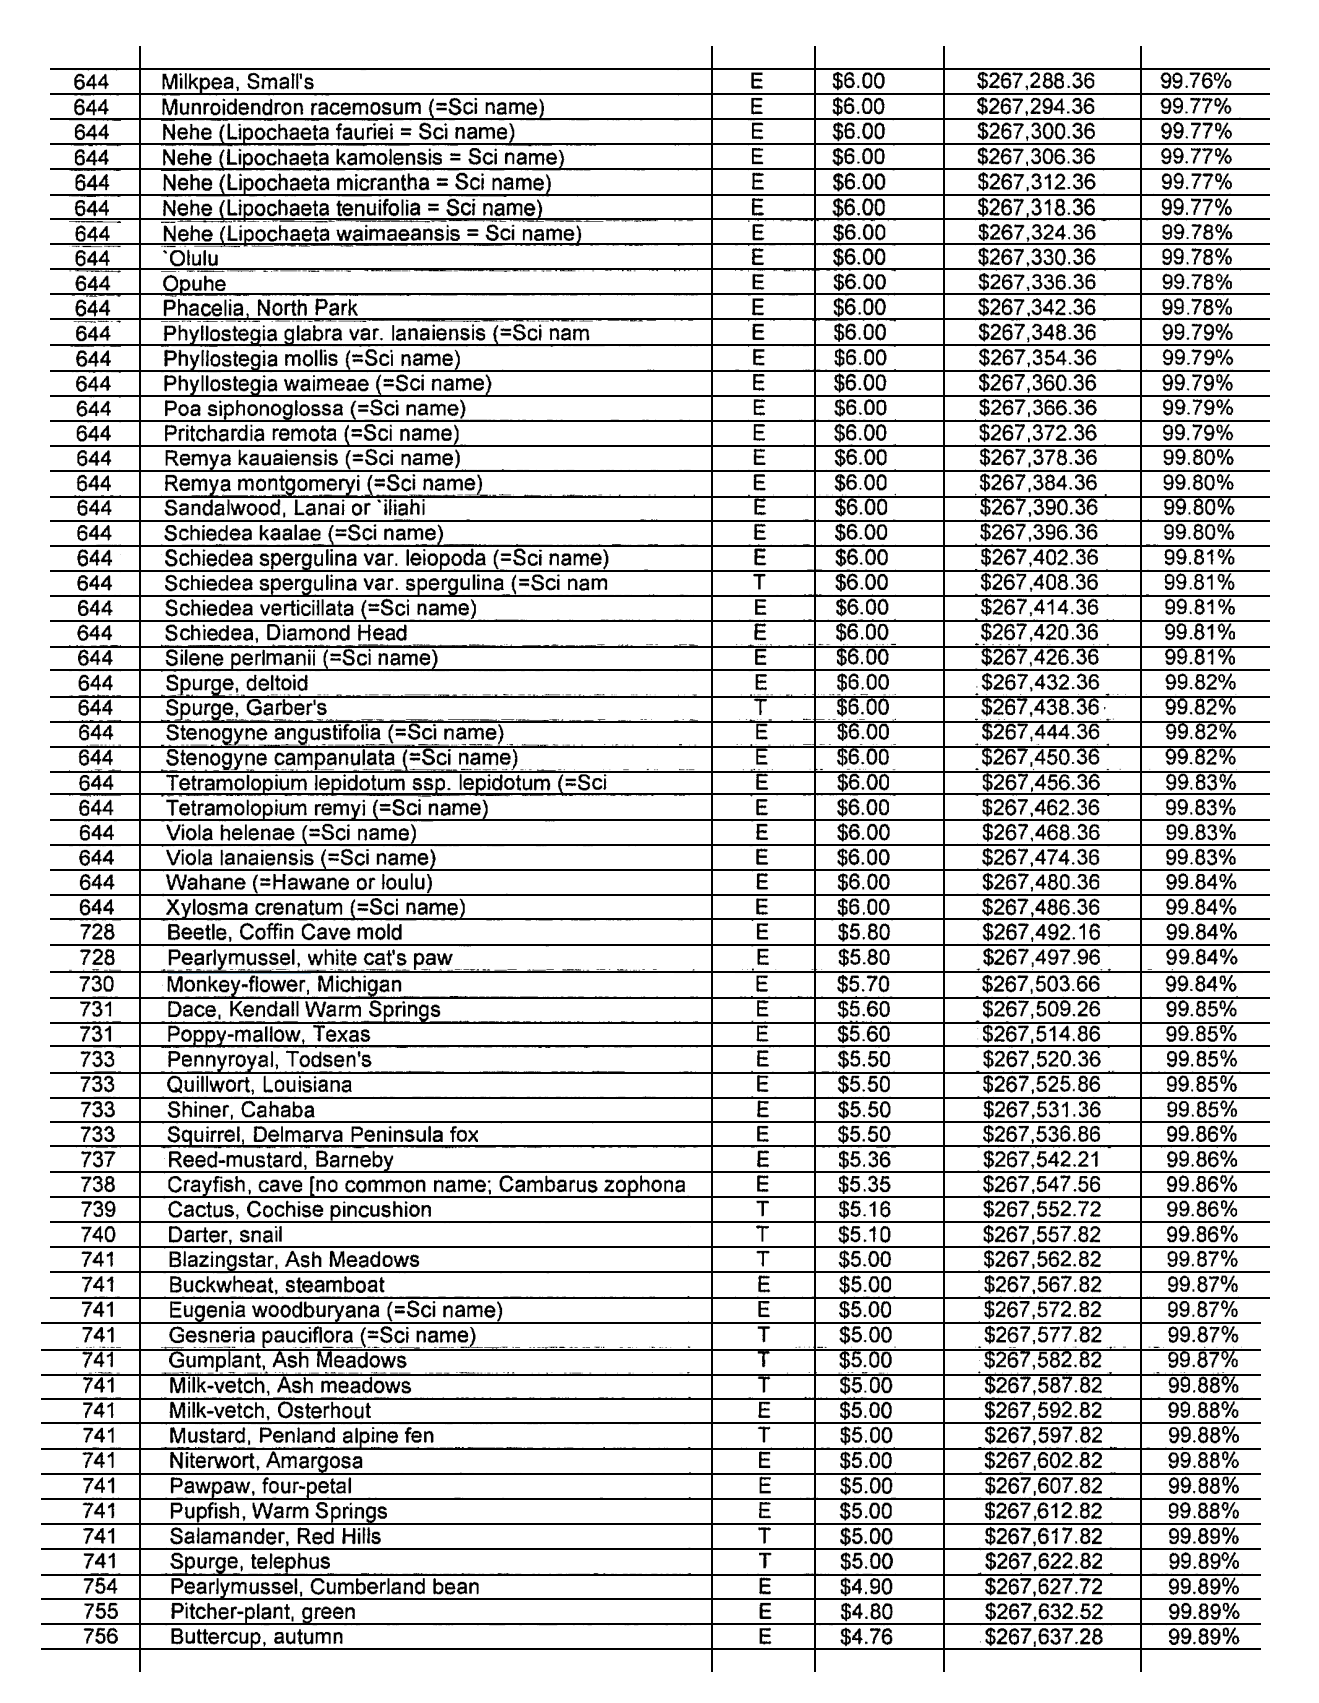 644 Milkpea, Small's E $6.00 $267,288.36 99.76%
644 Munroidendron racemosum (=Sci name) E $6.00 $267,294.36 99.77%
644 Nehe (Lipochaeta fauriei = Sci name) E $6.00 $267,300.36 99.77%
644 Nehe (Lipochaeta kamolensis = Sci name) E $6.00 $267,306.36 99.77%
644 Nehe (Lipochaeta micrantha = Sci name) E $6.00 $267,312.36 99.77%
644 Nehe (Lipochaeta tenuifolia = Sci name) E $6.00 $267,318.36 99.77%
644 Nehe (Lipochaeta waimaeansis = Sci name) E $6.00 $267,324.36 99.78%
644 `Olulu E $6.00 $267,330.36 99.78%
644 Opuhe E $6.00 $267,336.36 99.78%
644 Phacelia, North Park E $6.00 $267,342.36 99.78%
644 Phyllostegia glabra var. lanaiensis (=Sci nam E $6.00 $267,348.36 99.79%
644 Phyllostegia mollis (=Sci name) E $6.00 $267,354.36 99.79%
644 Phyllostegia waimeae (=Sci name) E $6.00 $267,360.36 99.79%
644 Poa siphonoglossa (=Sci name) E $6.00 $267,366.36 99.79%
644 Pritchardia remota (=Sci name) E $6.00 $267,372.36 99.79%
644 Remya kauaiensis (=Sci name) E $6.00 $267,378.36 99.80%
644 Remya montgomeryi (=Sci name) E $6.00 $267,384.36 99.80%
644 Sandalwood, Lanai or `iliahi E $6.00 $267,390.36 99.80%
644 Schiedea kaalae (=Sci name) E $6.00 $267,396.36 99.80%
644 Schiedea spergulina var. leiopoda (=Sci name) E $6.00 $267,402.36 99.81%
644 Schiedea spergulina var. spergulina (=Sci nam T $6.00 $267,408.36 99.81%
644 Schiedea verticillata (=Sci name) E $6.00 $267,414.36 99.81%
644 Schiedea, Diamond Head E $6.00 $267,420.36 99.81%
644 Silene perlmanii (=Sci name) E $6.00 $267,426.36 99.81%
644 Spurge, deltoid E $6.00 $267,432.36 99.82%
644 Spurge, Garber's T $6.00 $267,438.36 99.82%
644 Stenogyne angustifolia (=Sci name) E $6.00 $267,444.36 99.82%
644 Stenogyne campanulata (=Sci name) E $6.00 $267,450.36 99.82%
644 Tetramolopium lepidotum ssp. lepidotum (=Sci E $6.00 $267,456.36 99.83%
644 Tetramolopium remyi (=Sci name) E $6.00 $267,462.36 99.83%
644 Viola helenae (=Sci name) E $6.00 $267,468.36 99.83%
644 Viola lanaiensis (=Sci name) E $6.00 $267,474.36 99.83%
644 Wahane (=Hawane or loulu) E $6.00 $267,480.36 99.84%
644 Xylosma crenatum (=Sci name) E $6.00 $267,486.36 99.84%
728 Beetle, Coffin Cave mold E $5.80 $267,492.16 99.84%
728 Pearlymussel, white cat's paw E $5.80 $267,497.96 99.84%
730 Monkey-flower, Michigan E $5.70 $267,503.66 99.84%
731 Dace, Kendall Warm Springs E $5.60 $267,509.26 99.85%
731 Poppy-mallow, Texas E $5.60 $267,514.86 99.85%
733 Pennyroyal, Todsen's E $5.50 $267,520.36 99.85%
733 Quillwort, Louisiana E $5.50 $267,525.86 99.85%
733 Shiner, Cahaba E $5.50 $267,531.36 99.85%
733 Squirrel, Delmarva Peninsula fox E $5.50 $267,536.86 99.86%
737 Reed-mustard, Barneby E $5.36 $267,542.21 99.86%
738 Crayfish, cave [no common name; Cambarus zophona E $5.35 $267,547.56 99.86%
739 Cactus, Cochise pincushion T $5.16 $267,552.72 99.86%
740 Darter, snail T $5.10 $267,557.82 99.86%
741 Blazingstar, Ash Meadows T $5.00 $267,562.82 99.87%
741 Buckwheat, steamboat E $5.00 $267,567.82 99.87%
741 Eugenia woodburyana (=Sci name) E $5.00 $267,572.82 99.87%
741 Gesneria pauciflora (=Sci name) T $5.00 $267,577.82 99.87%
741 Gumplant, Ash Meadows T $5.00 $267,582.82 99.87%
741 Milk-vetch, Ash meadows T $5.00 $267,587.82 99.88%
741 Milk-vetch, Osterhout E $5.00 $267,592.82 99.88%
741 Mustard, Penland alpine fen T $5.00 $267,597.82 99.88%
741 Niterwort, Amargosa E $5.00 $267,602.82 99.88%
741 Pawpaw, four-petal E $5.00 $267,607.82 99.88%
741 Pupfish, Warm Springs E $5.00 $267,612.82 99.88%
741 Salamander, Red Hills T $5.00 $267,617.82 99.89%
741 Spurge, telephus T $5.00 $267,622.82 99.89%
754 Pearlymussel, Cumberland bean E $4.90 $267,627.72 99.89%
755 Pitcher-plant, green E $4.80 $267,632.52 99.89%
756 Buttercup, autumn E $4.76 $267,637.28 99.89%